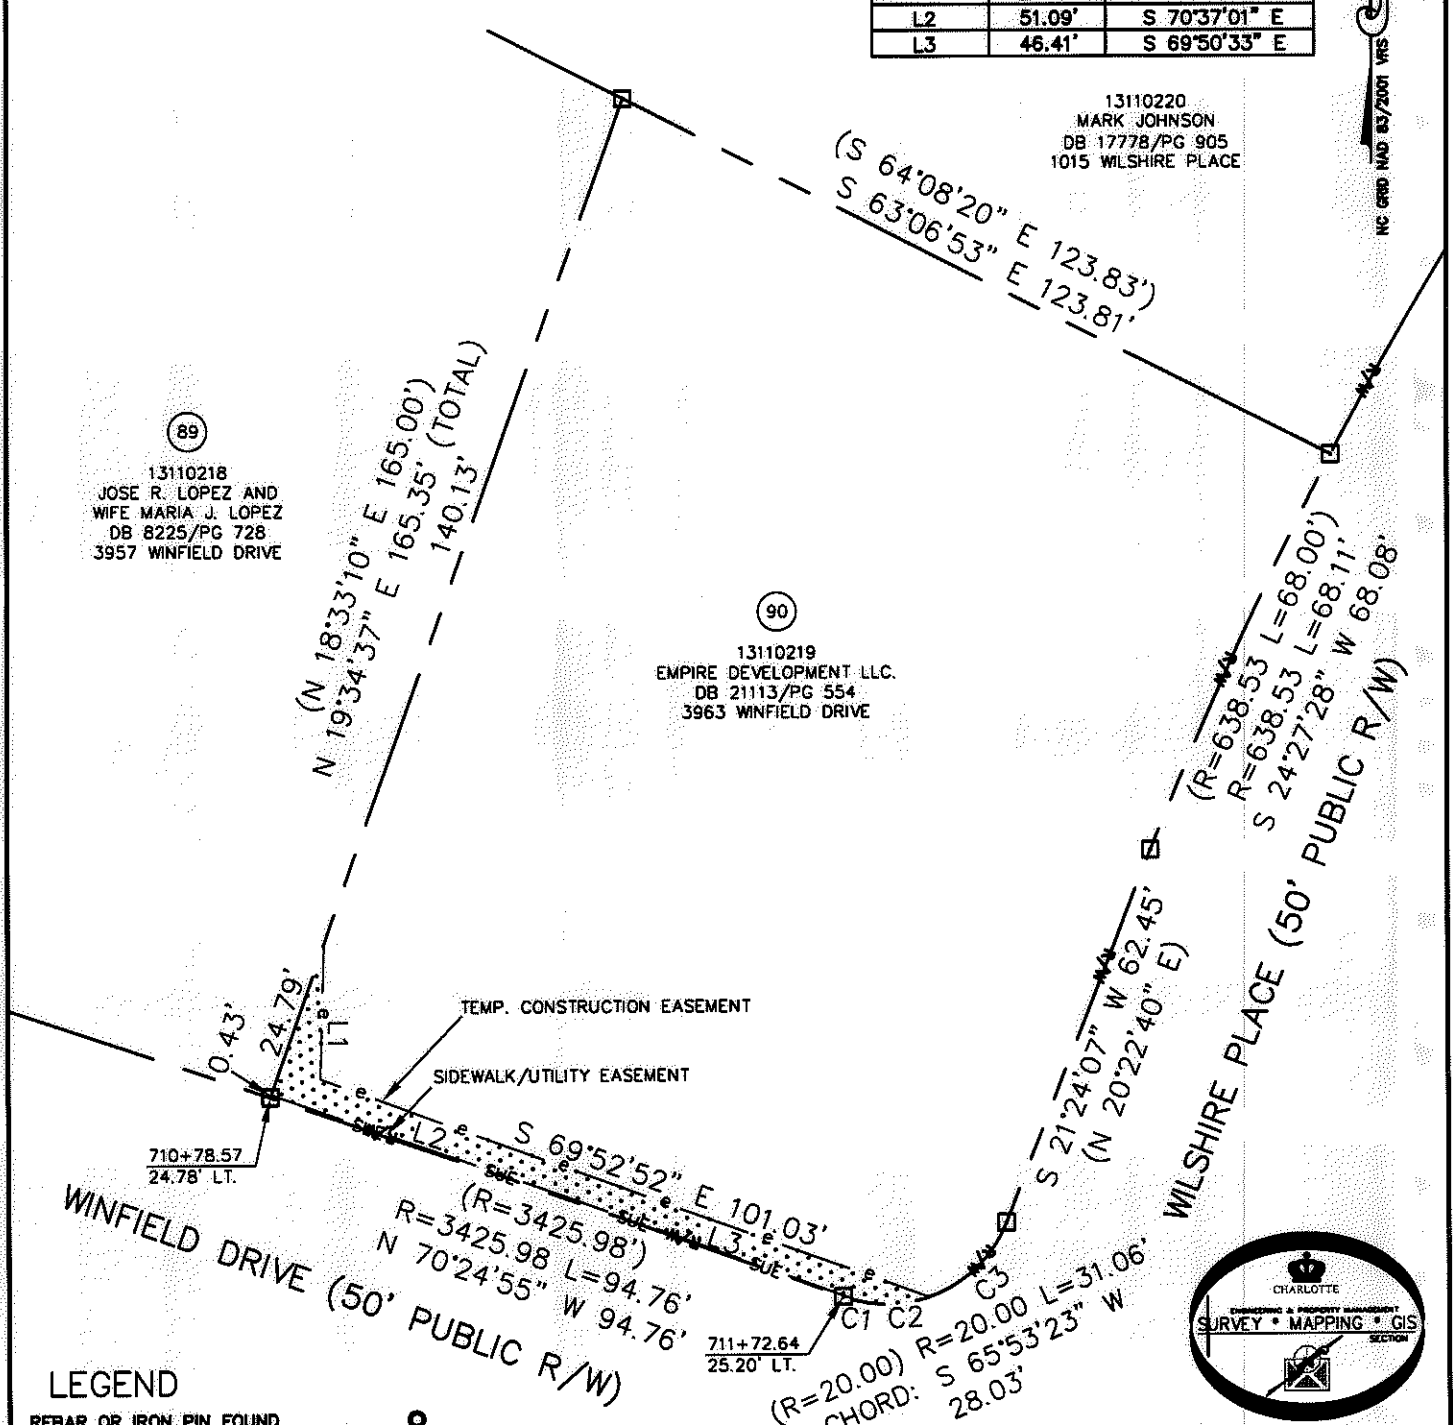 L2 51.09' S 70°37'01" E
L3 46.41' S 69°50'33" E
NC GRID NAD 83/2001 VRS
13110220
MARK JOHNSON
DB 17778/PG 905
1015 WILSHIRE PLACE
(S 64°08'20" E 123.83')
S 63°06'53" E 123.81'
89
13110218
JOSE R. LOPEZ AND
WIFE MARIA J. LOPEZ
DB 8225/PG 728
3957 WINFIELD DRIVE
(N 18°33'10" E 165.00')
N 19°34'37" E 165.35' (TOTAL)
140.13'
90
13110219
EMPIRE DEVELOPMENT LLC.
DB 21113/PG 554
3963 WINFIELD DRIVE
(R=638.53 L=68.00')
R=638.53 L=68.11'
S 24°27'28" W 68.08'
WILSHIRE PLACE (50' PUBLIC R/W)
S 21°24'07" W 62.45'
(N 20°22'40" E)
0.43'
24.79'
e
L1
TEMP. CONSTRUCTION EASEMENT
SIDEWALK/UTILITY EASEMENT
710+78.57
24.78' LT.
e L2 e e e e e
SUE SUE SUE
L3
S 69°52'52" E 101.03'
(R=3425.98')
R=3425.98 L=94.76'
N 70°24'55" W 94.76'
WINFIELD DRIVE (50' PUBLIC R/W)
711+72.64
25.20' LT.
C1 C2 C3
(R=20.00) R=20.00 L=31.06'
CHORD: S 65°53'23" W
28.03'
CHARLOTTE
ENGINEERING & PROPERTY MANAGEMENT
SURVEY * MAPPING * GIS
SECTION
LEGEND
REBAR OR IRON PIN FOUND